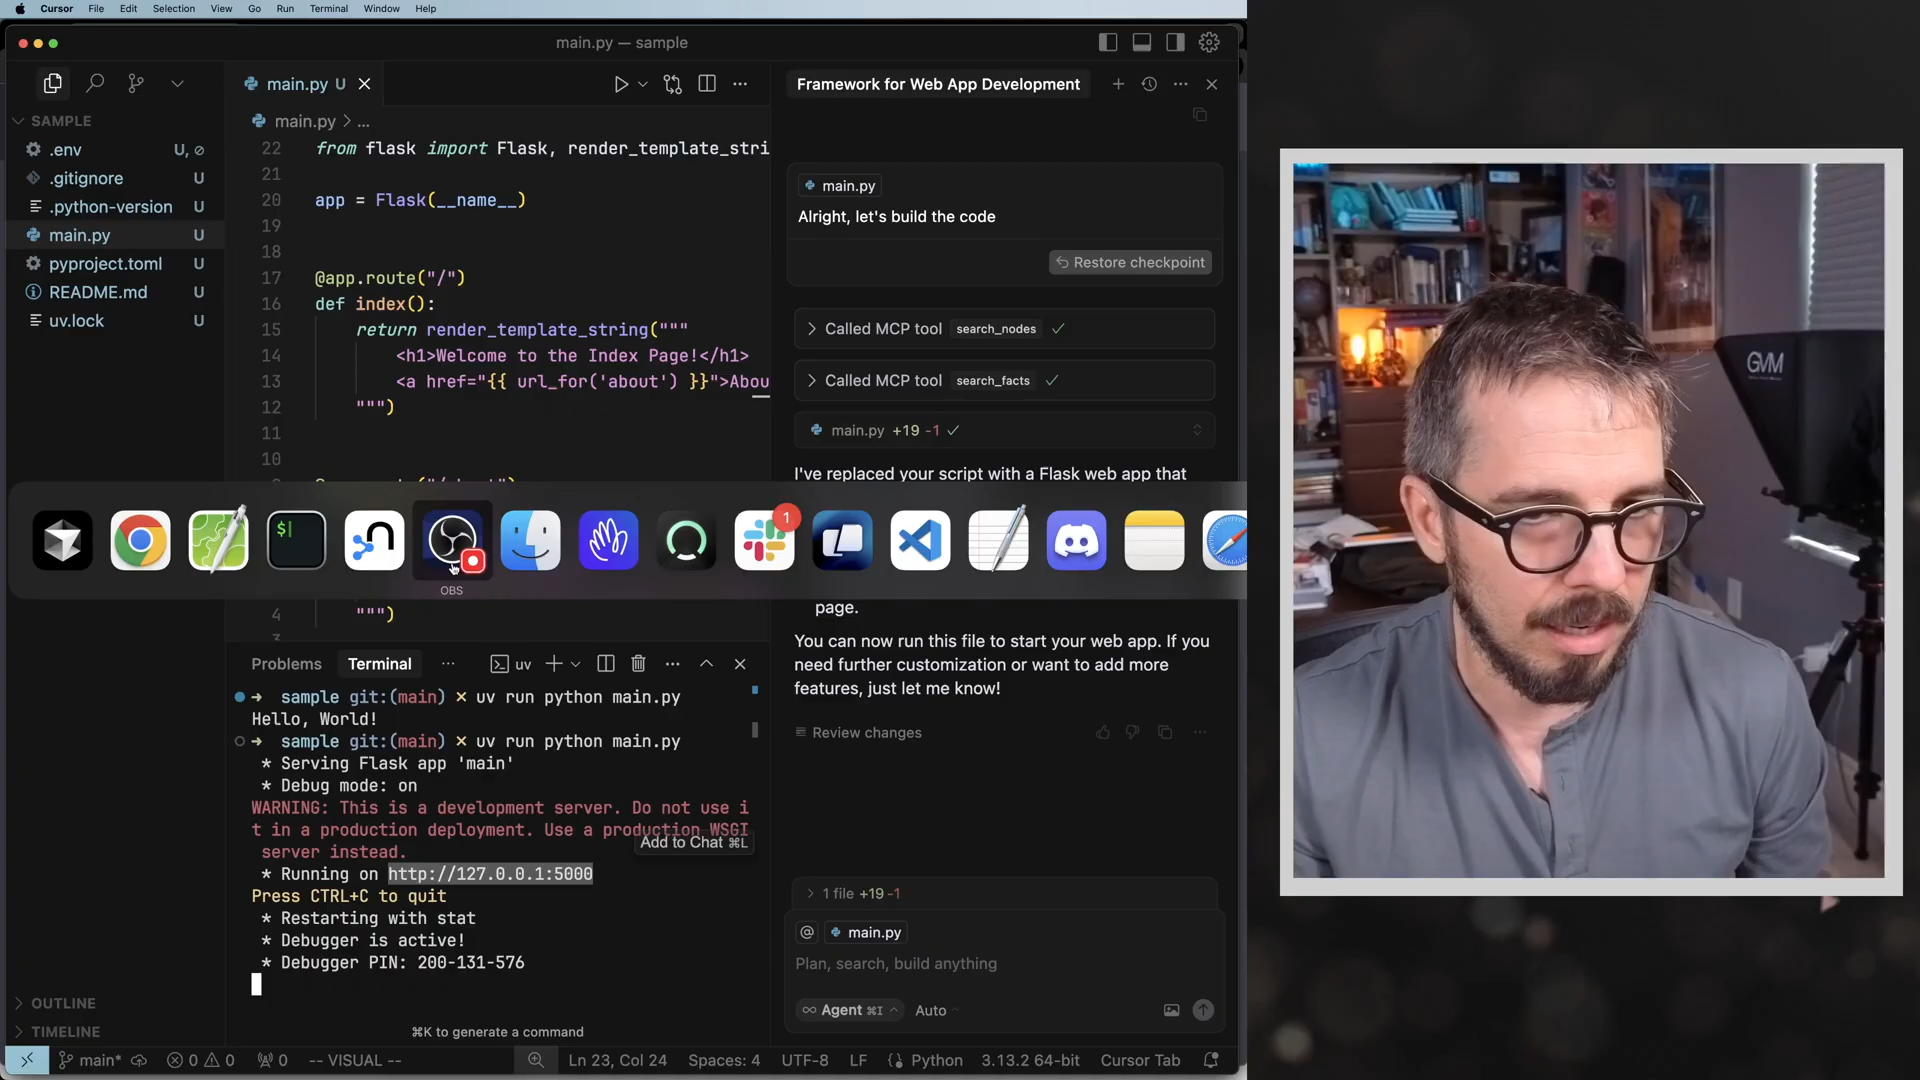 Cursor File Edit Selection View Go Run Terminal Window Help
main.py — sample
main.py U
Framework for Web App Development
SAMPLE
.env U,
.gitignore U
.python-version U
main.py U
pyproject.toml U
README.md U
uv.lock U
main.py > ...
22 from flask import Flask, render_template_stri
21
20 app = Flask(__name__)
19
18
17 @app.route("/")
16 def index():
15 return render_template_string("""
14 <h1>Welcome to the Index Page!</h1>
13 <a href="{{ url_for('about') }}">Abou
12 """)
11
10
4 """)
main.py
Alright, let's build the code
Restore checkpoint
Called MCP tool search_nodes
Called MCP tool search_facts
main.py +19 -1
I've replaced your script with a Flask web app that
$
1
OBS
page.
You can now run this file to start your web app. If you
need further customization or want to add more
features, just let me know!
Review changes
Problems Terminal ... uv
sample git:(main) × uv run python main.py
Hello, World!
sample git:(main) × uv run python main.py
* Serving Flask app 'main'
* Debug mode: on
WARNING: This is a development server. Do not use i
t in a production deployment. Use a production WSGI
server instead.
Add to Chat ⌘L
* Running on http://127.0.0.1:5000
Press CTRL+C to quit
* Restarting with stat
* Debugger is active!
* Debugger PIN: 200-131-576
⌘K to generate a command
1 file +19 -1
@ main.py
Plan, search, build anything
∞ Agent ⌘I Auto
OUTLINE
TIMELINE
main* 0 0 0 -- VISUAL -- Ln 23, Col 24 Spaces: 4 UTF-8 LF {} Python 3.13.2 64-bit Cursor Tab
GVM